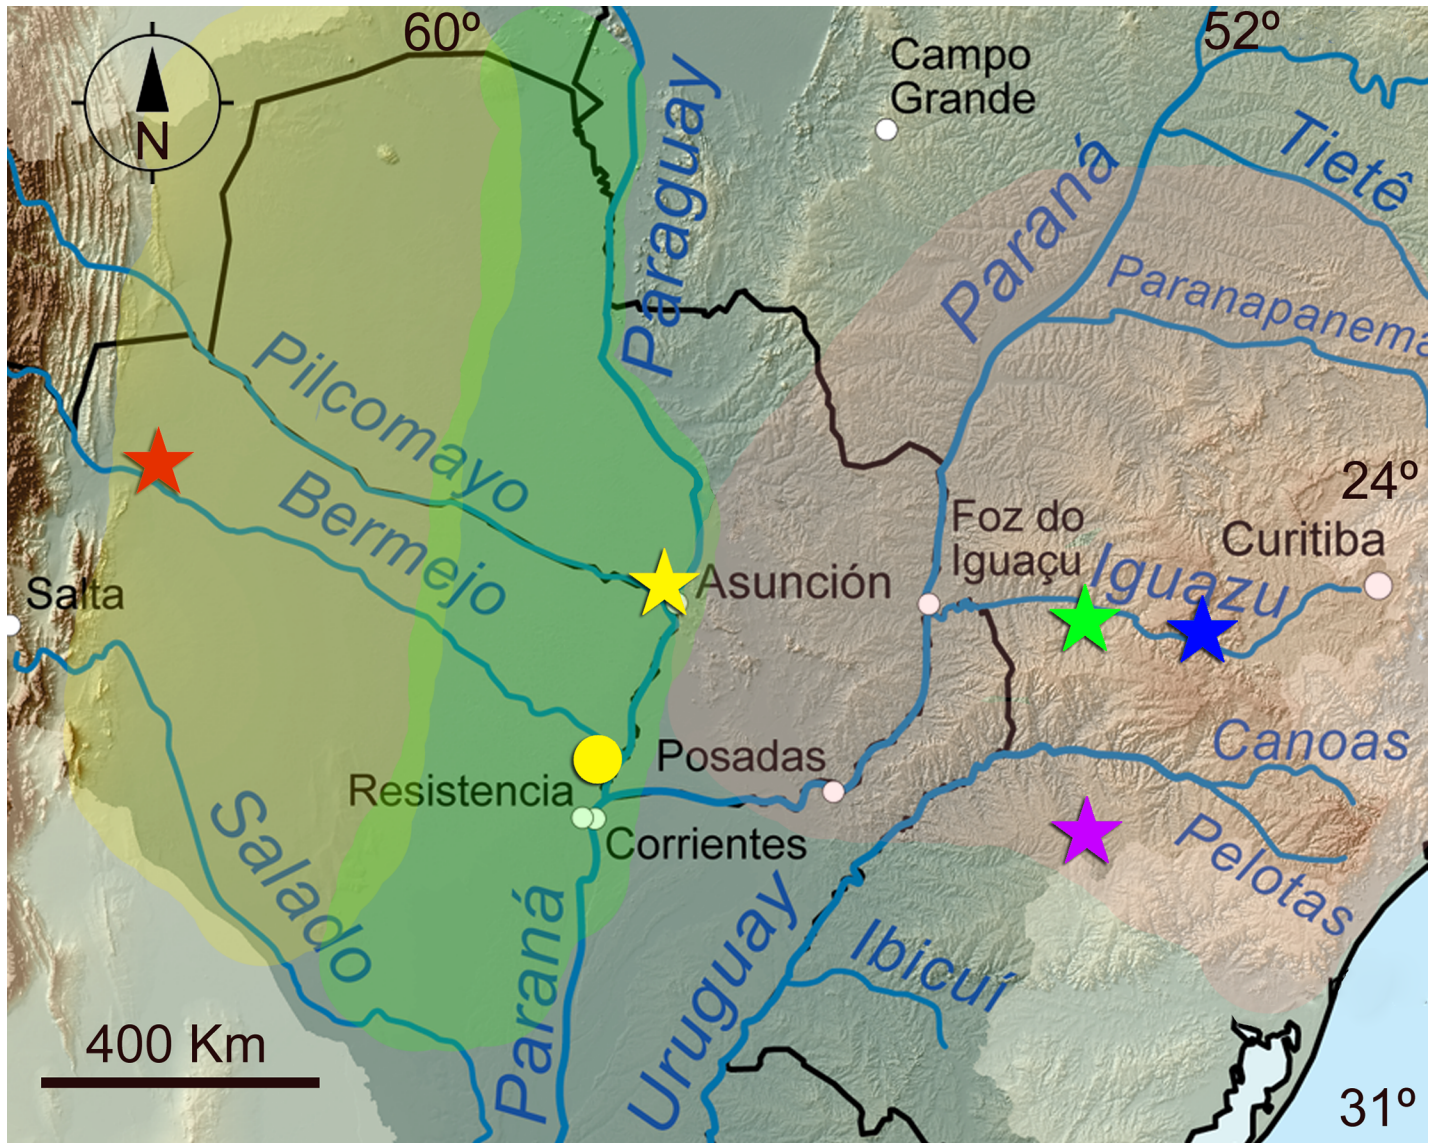 60º
52º
N
Campo
Grande
Paraguay
Paraná
Tietê
Paranapanema
Pilcomayo
Bermejo
24º
Foz do
Iguaçu
Iguazu
Curitiba
Salta
Asunción
Posadas
Canoas
Resistencia
Corrientes
Pelotas
Salado
Paraná
Uruguay
Ibicuí
400 Km
31º